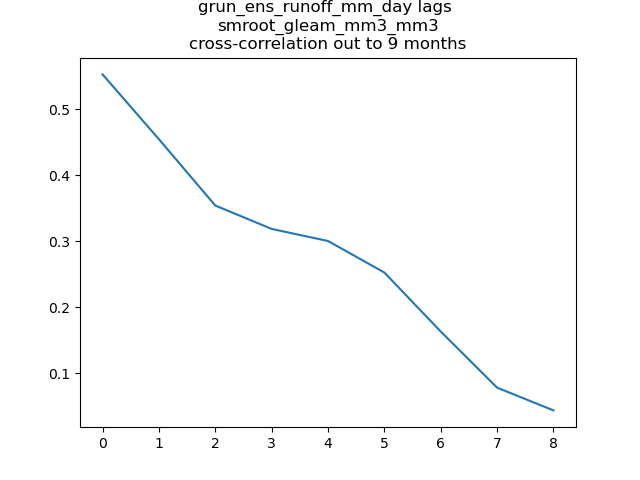 grun_ens_runoff_mm_day lags
smroot_gleam_mm3_mm3
cross-correlation out to 9 months
0.5
0.4
0.3
0.2
0.1
0 1 2 3 4 5 6 7 8